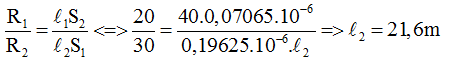 R₁/R₂ = ℓ₁S₂/ℓ₂S₁ <=> 20/30 = 40.0,07065.10⁻⁶/0,19625.10⁻⁶.ℓ₂ => ℓ₂ = 21,6m